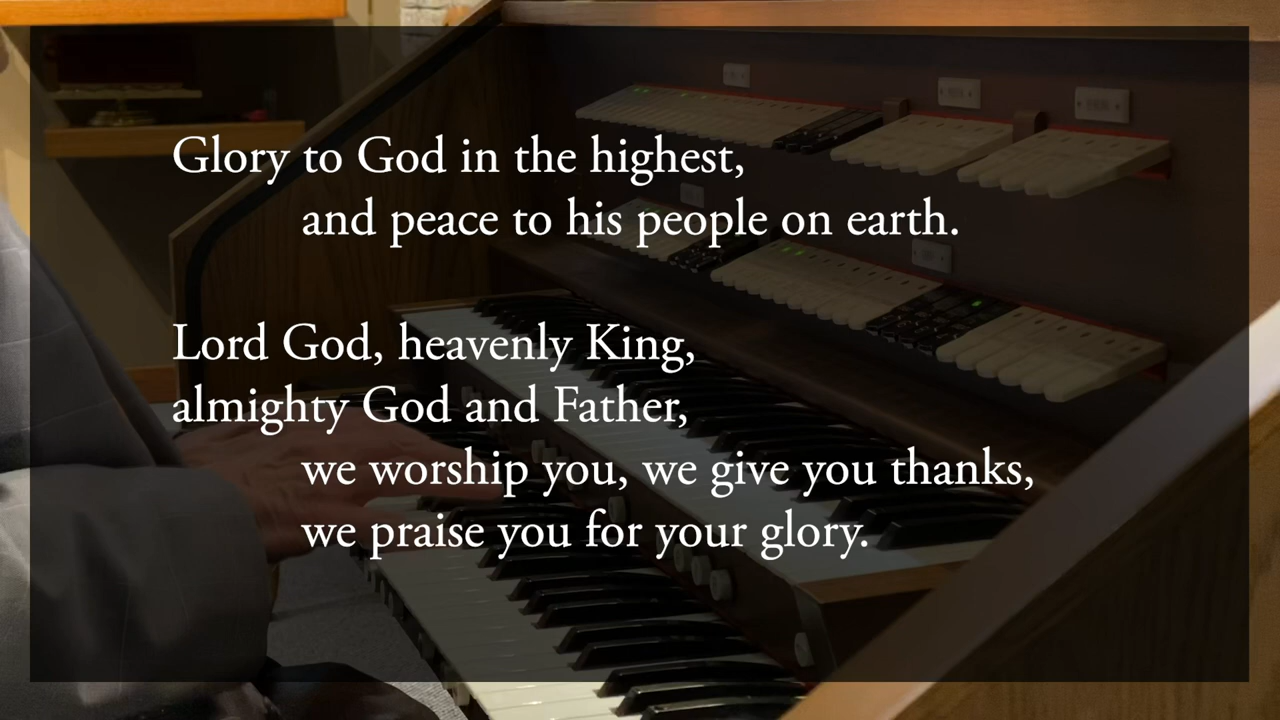 Glory to God in the highest,
and peace to his people on earth.
Lord God, heavenly King,
almighty God and Father,
we worship you, we give you thanks,
we praise you for your glory.